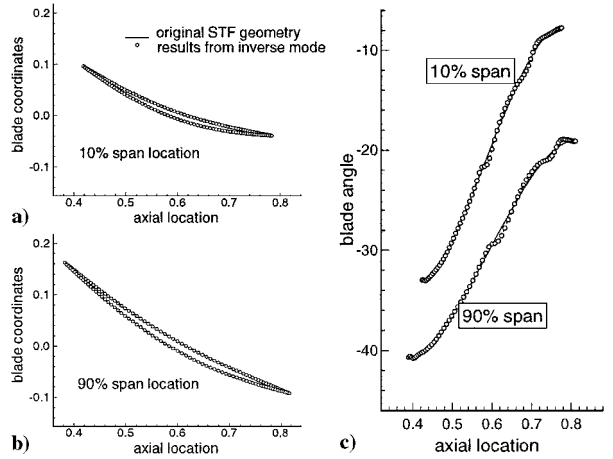 original STF geometry
results from inverse mode
blade coordinates
0.2
0.1
0.0
-0.1
10% span location
0.4 0.5 0.6 0.7 0.8
axial location
a)
blade coordinates
0.2
0.1
0.0
-0.1
90% span location
0.4 0.5 0.6 0.7 0.8
axial location
b)
blade angle
-10
-20
-30
-40
10% span
90% span
0.4 0.5 0.6 0.7 0.8
axial location
c)